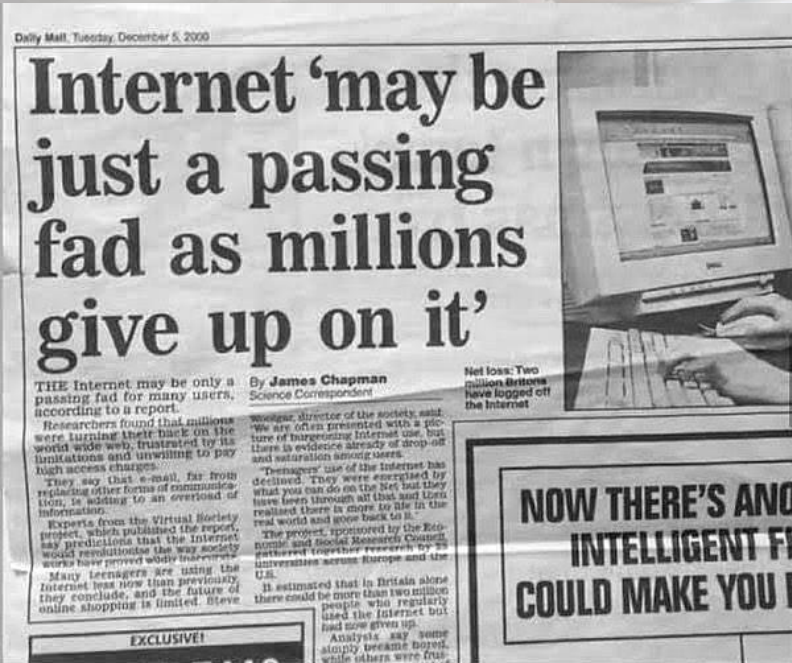 Daily Mail, Tuesday, December 5, 2000
Internet ‘may be
just a passing
fad as millions
give up on it’
THE Internet may be only a
passing fad for many users,
according to a report.
Researchers found that millions
were turning their back on the
world wide web, frustrated by its
limitations and unwilling to pay
high access charges.
They say that e-mail, far from
replacing other forms of communica-
tion, is adding to an overload of
information.
Experts from the Virtual Society
project, which published the report,
say predictions that the Internet
would revolutionise the way society
works have proved wildly inaccurate.
Many teenagers are using the
Internet less now than previously,
they conclude, and the future of
online shopping is limited. Steve
By James Chapman
Science Correspondent
Woolgar, director of the society, said:
‘We are often presented with a pic-
ture of burgeoning Internet use, but
there is evidence already of drop-off
and saturation among users.
‘Teenagers’ use of the Internet has
declined. They were energised by
what you can do on the Net but they
have been through all that and then
realised there is more to life in the
real world and gone back to it.’
The project, sponsored by the Eco-
nomic and Social Research Council,
gathered together research by 25
universities across Europe and the
U.S.
It estimated that in Britain alone
there could be more than two million
people who regularly
used the Internet but
had now given up.
Analysts say some
simply became bored,
while others were frus-
Net loss: Two
million Britons
have logged off
the Internet
DELL
NOW THERE'S ANO
INTELLIGENT F
COULD MAKE YOU
EXCLUSIVE!